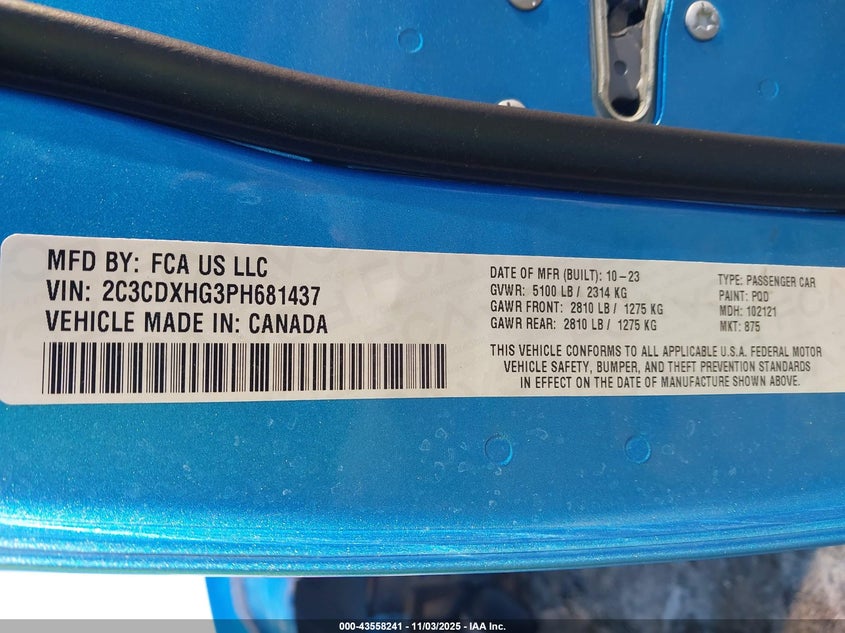 MFD BY: FCA US LLC
VIN: 2C3CDXHG3PH681437
VEHICLE MADE IN: CANADA
DATE OF MFR (BUILT): 10-23
GVWR: 5100 LB / 2314 KG
GAWR FRONT: 2810 LB / 1275 KG
GAWR REAR: 2810 LB / 1275 KG
TYPE: PASSENGER CAR
PAINT: PQD
MDH: 102121
MKT: 875
THIS VEHICLE CONFORMS TO ALL APPLICABLE U.S.A. FEDERAL MOTOR
VEHICLE SAFETY, BUMPER, AND THEFT PREVENTION STANDARDS
IN EFFECT ON THE DATE OF MANUFACTURE SHOWN ABOVE.
000-43558241 - 11/03/2025 - IAA Inc.